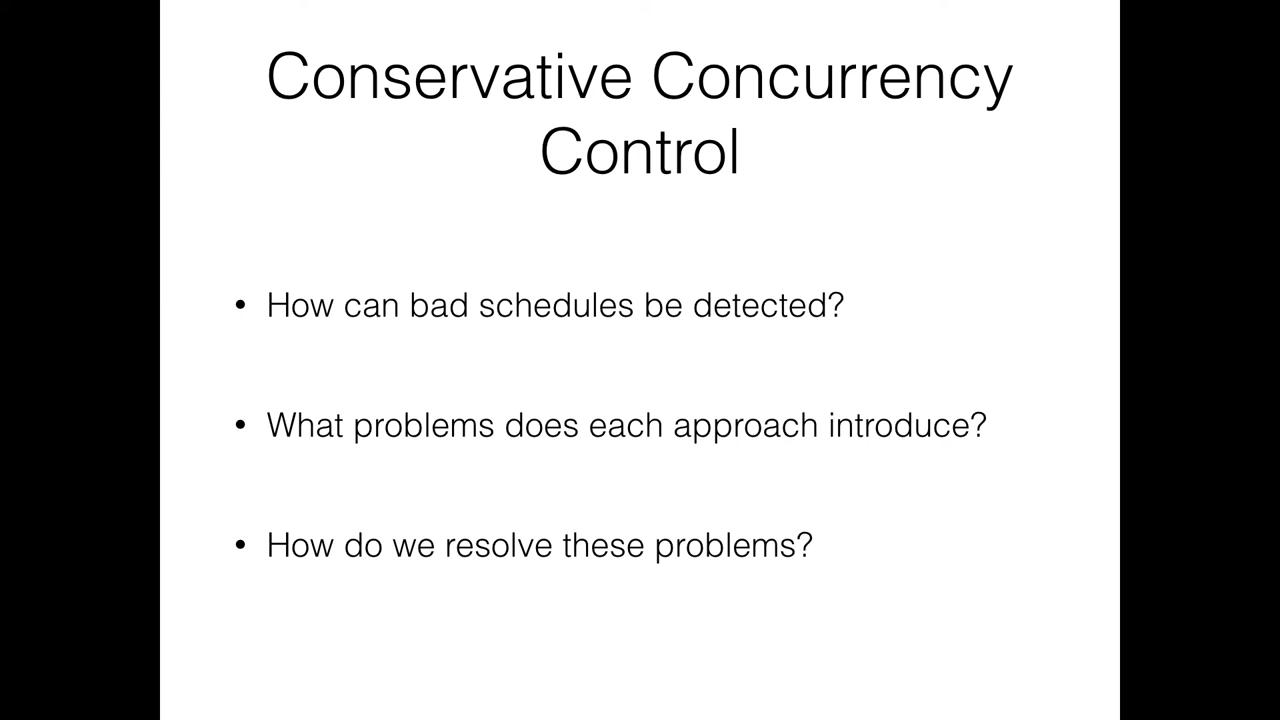 Conservative Concurrency
Control
• How can bad schedules be detected?
• What problems does each approach introduce?
• How do we resolve these problems?